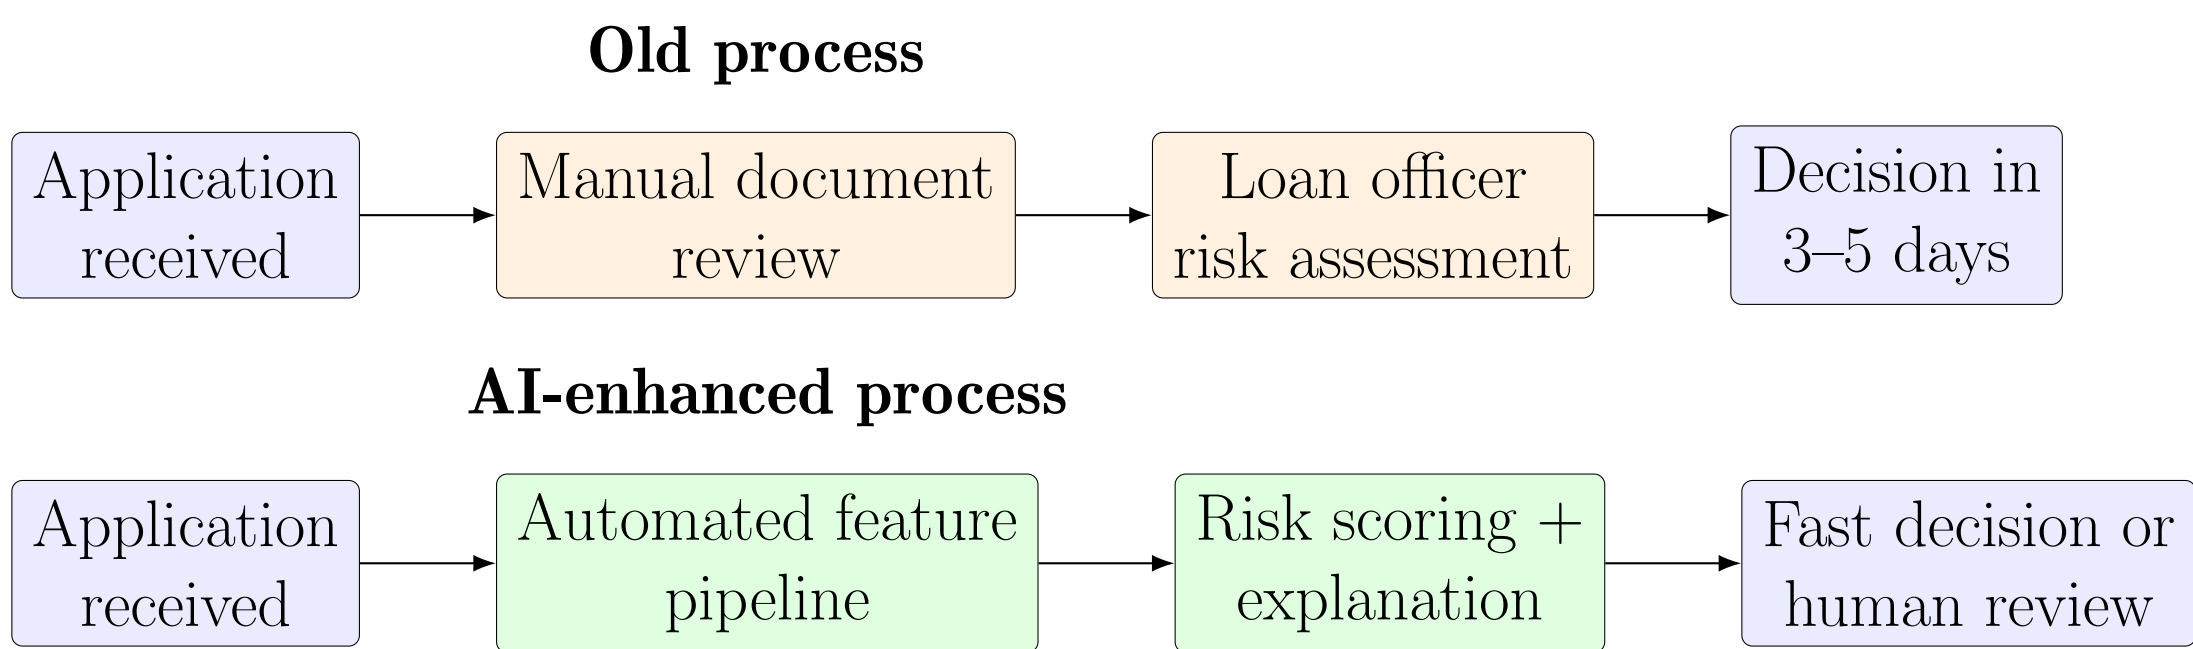 Old process
Application
received
Manual document
review
Loan officer
risk assessment
Decision in
3–5 days
AI-enhanced process
Application
received
Automated feature
pipeline
Risk scoring +
explanation
Fast decision or
human review